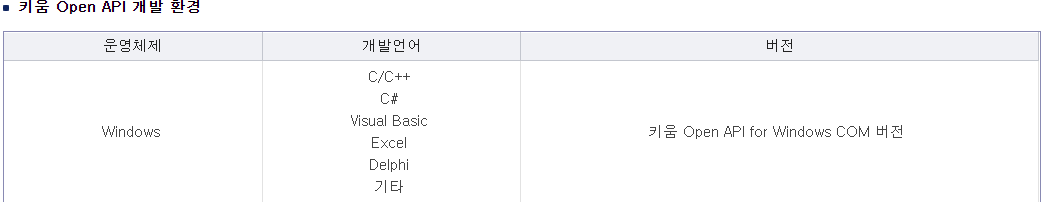 키움 Open API 개발 환경
운영체제 개발언어 버전
C/C++
C#
Visual Basic
Windows 키움 Open API for Windows COM 버전
Excel
Delphi
기타